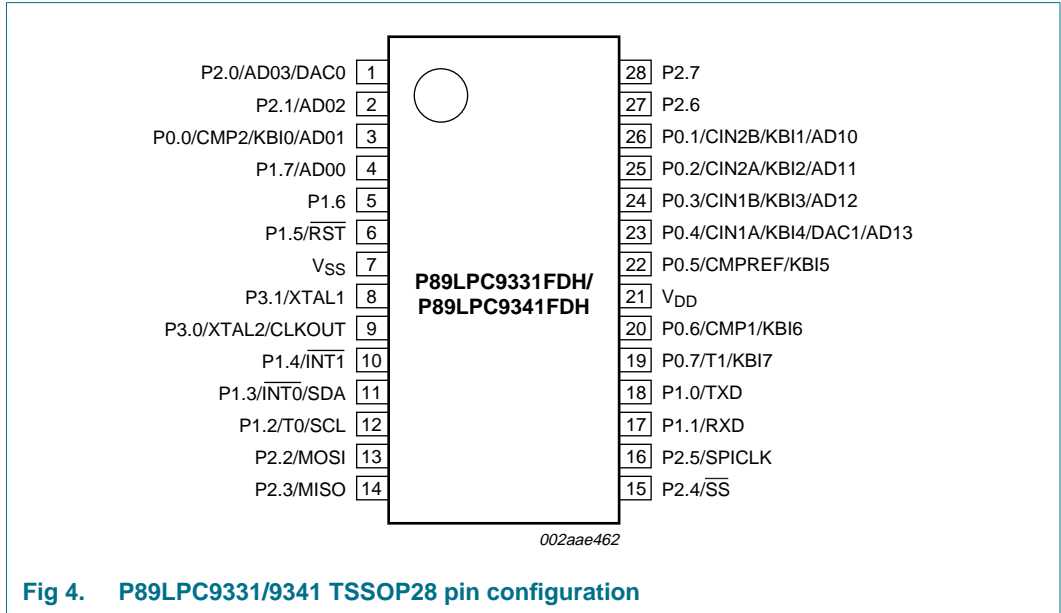 P2.0/AD03/DAC0 1
P2.1/AD02 2
P0.0/CMP2/KBI0/AD01 3
P1.7/AD00 4
P1.6 5
P1.5/R̅S̅T̅ 6
VSS 7
P3.1/XTAL1 8
P3.0/XTAL2/CLKOUT 9
P1.4/I̅N̅T̅1̅ 10
P1.3/I̅N̅T̅0̅/SDA 11
P1.2/T0/SCL 12
P2.2/MOSI 13
P2.3/MISO 14
P89LPC9331FDH/
P89LPC9341FDH
28 P2.7
27 P2.6
26 P0.1/CIN2B/KBI1/AD10
25 P0.2/CIN2A/KBI2/AD11
24 P0.3/CIN1B/KBI3/AD12
23 P0.4/CIN1A/KBI4/DAC1/AD13
22 P0.5/CMPREF/KBI5
21 VDD
20 P0.6/CMP1/KBI6
19 P0.7/T1/KBI7
18 P1.0/TXD
17 P1.1/RXD
16 P2.5/SPICLK
15 P2.4/S̅S̅
002aae462
Fig 4. P89LPC9331/9341 TSSOP28 pin configuration